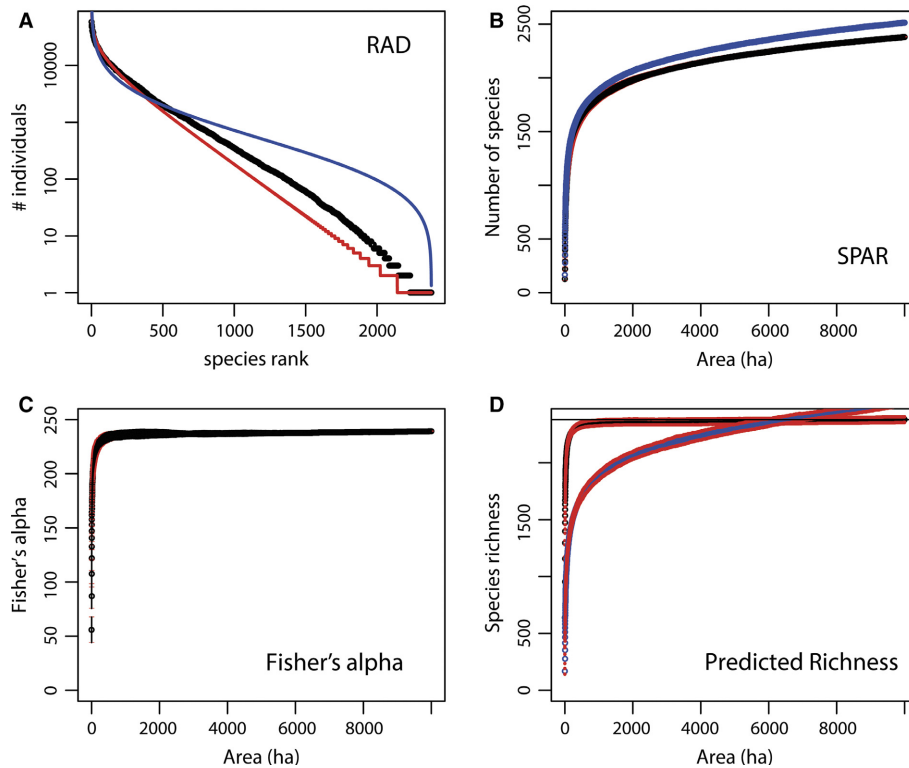 A
RAD
# individuals
10000
100
10
1
0
500
1000
1500
2000
species rank
B
SPAR
Number of species
2500
1500
500
0
0
2000
4000
6000
8000
Area (ha)
C
Fisher's alpha
Fisher's alpha
250
200
150
100
50
0
0
2000
4000
6000
8000
Area (ha)
D
Predicted Richness
Species richness
1500
500
0
0
2000
4000
6000
8000
Area (ha)